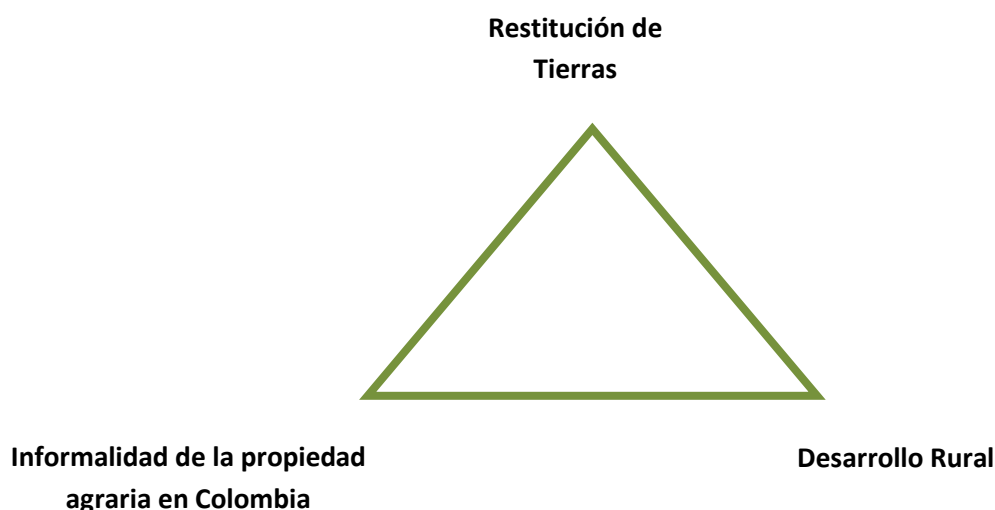 Restitución de
Tierras
Informalidad de la propiedad
agraria en Colombia
Desarrollo Rural